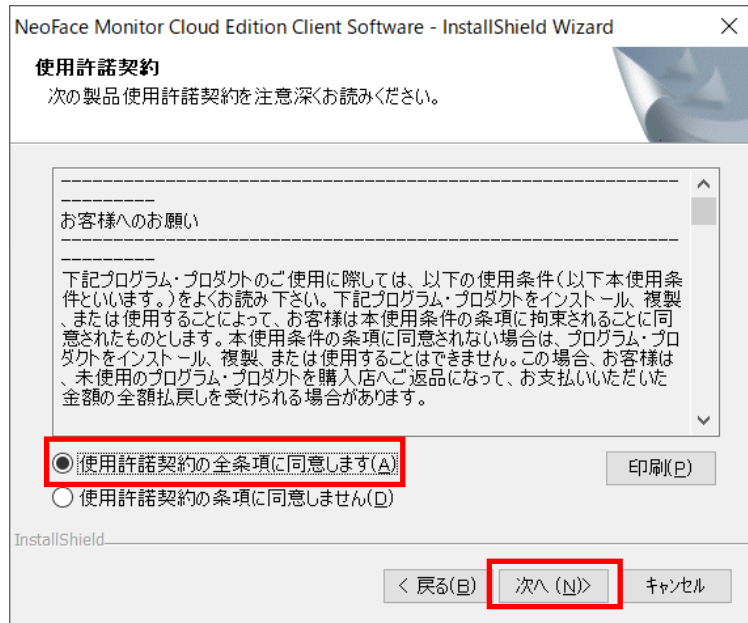 NeoFace Monitor Cloud Edition Client Software - InstallShield Wizard
使用許諾契約
次の製品使用許諾契約を注意深くお読みください。
------------------------------------------------------------------
---------
お客様へのお願い
------------------------------------------------------------------
---------
下記プログラム・プロダクトのご使用に際しては、以下の使用条件(以下本使用条
件といいます。)をよくお読み下さい。下記プログラム・プロダクトをインストール、複製
、または使用することによって、お客様は本使用条件の条項に拘束されることに同
意されたものとします。本使用条件の条項に同意されない場合は、プログラム・プロ
ダクトをインストール、複製、または使用することはできません。この場合、お客様は
、未使用のプログラム・プロダクトを購入店へご返品になって、お支払いいただいた
金額の全額払戻しを受けられる場合があります。
使用許諾契約の全条項に同意します(A)
印刷(P)
使用許諾契約の条項に同意しません(D)
InstallShield
< 戻る(B)
次へ (N)>
キャンセル